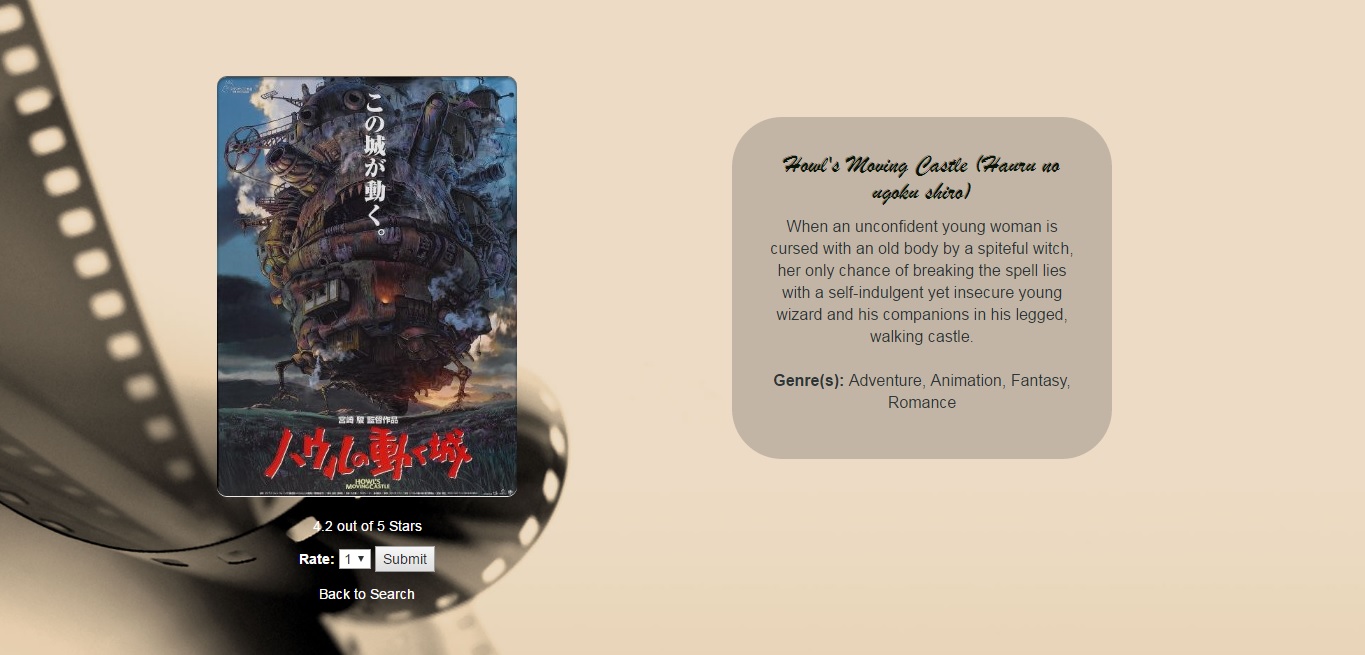 この城が動く。
宮崎 駿 監督作品
ハウルの動く城
HOWL'S
MOVING CASTLE
4.2 out of 5 Stars
Rate: 1 Submit
Back to Search
Howl's Moving Castle (Hauru no
ugoku shiro)
When an unconfident young woman is
cursed with an old body by a spiteful witch,
her only chance of breaking the spell lies
with a self-indulgent yet insecure young
wizard and his companions in his legged,
walking castle.
Genre(s): Adventure, Animation, Fantasy,
Romance